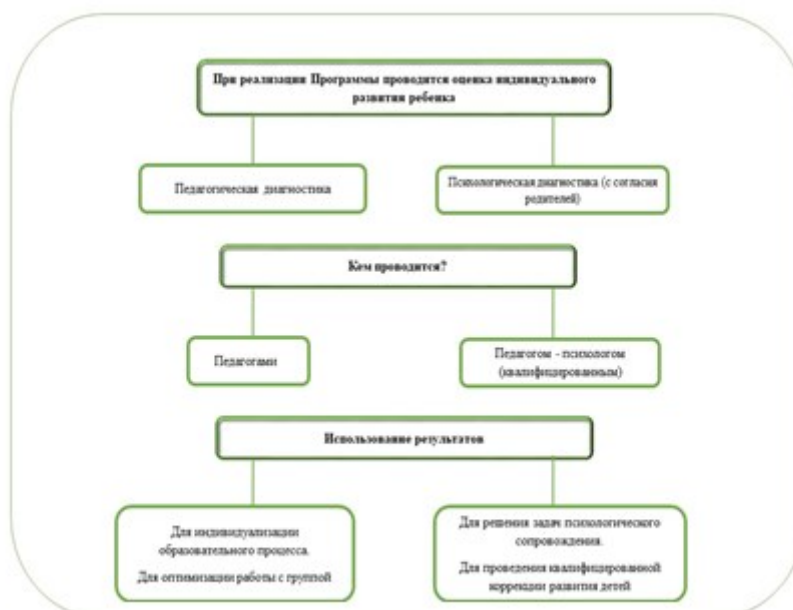 При реализации Программы проводится оценка индивидуального
развития ребенка
Педагогическая диагностика
Психологическая диагностика (с согласия
родителей)
Кем проводится?
Педагогами
Педагогом - психологом
(квалифицированным)
Использование результатов
Для индивидуализации
образовательного процесса.
Для оптимизации работы с группой
Для решения задач психологического
сопровождения.
Для проведения квалифицированной
коррекции развития детей